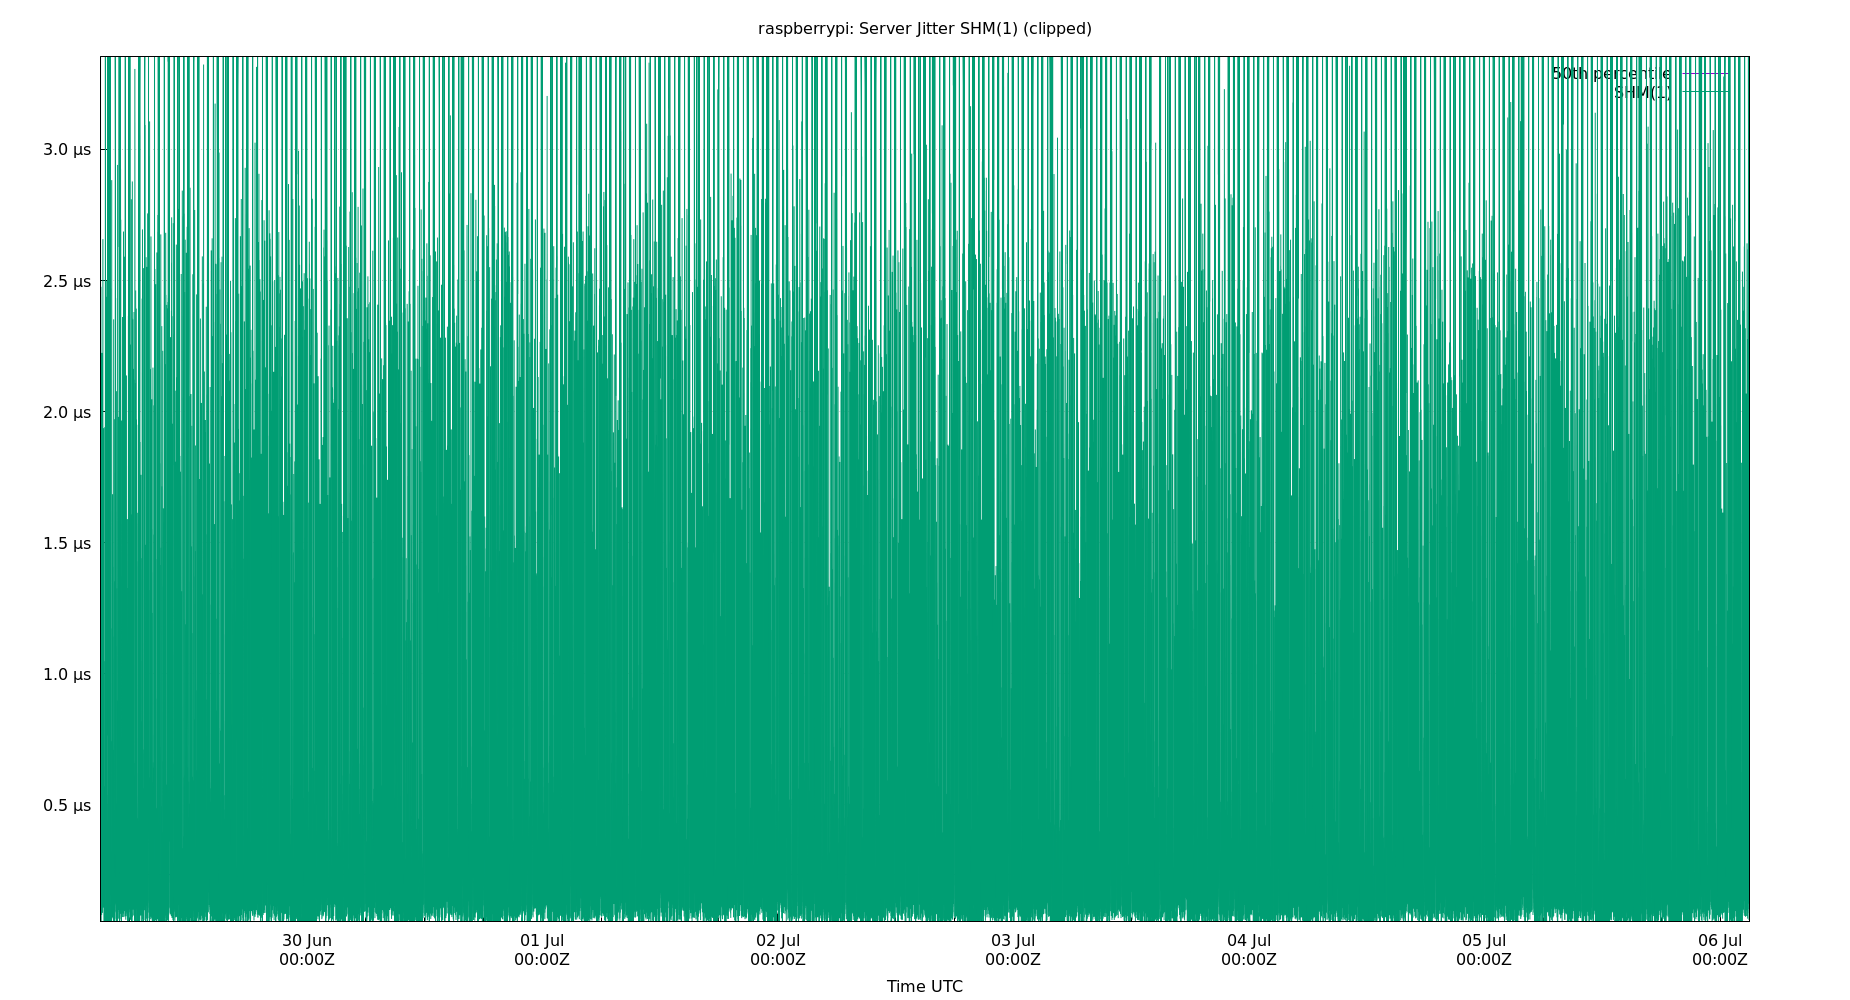 raspberrypi: Server Jitter SHM(1) (clipped)
50th percentile
SHM(1)
3.0 µs
2.5 µs
2.0 µs
1.5 µs
1.0 µs
0.5 µs
30 Jun 01 Jul 02 Jul 03 Jul 04 Jul 05 Jul 06 Jul
00:00Z 00:00Z 00:00Z 00:00Z 00:00Z 00:00Z 00:00Z
Time UTC